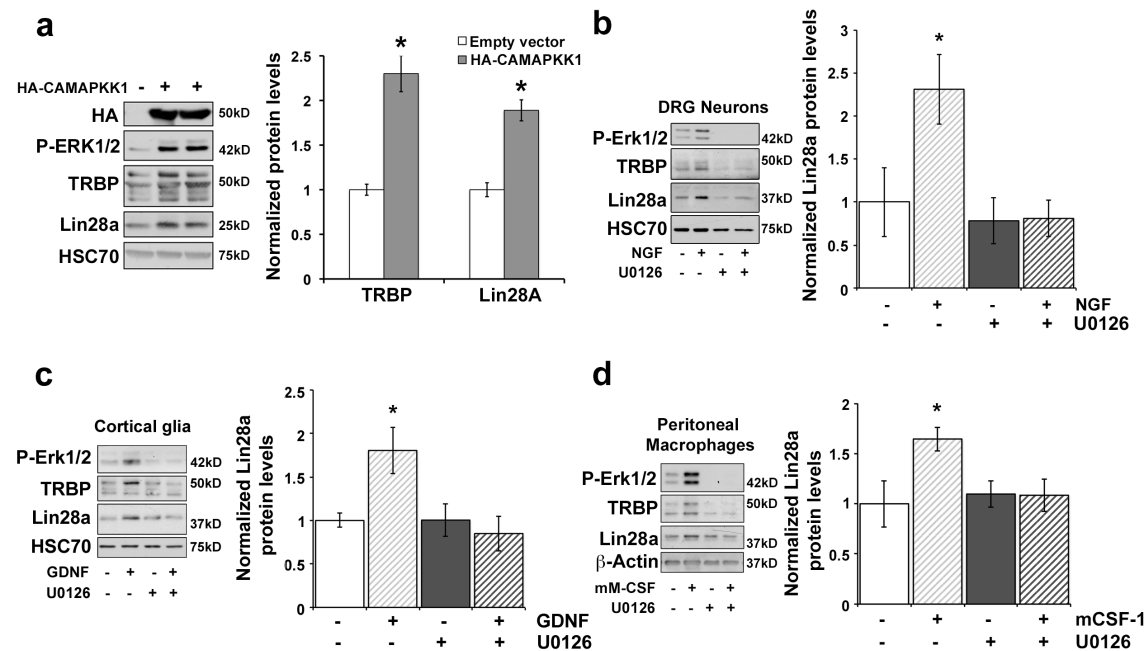 a
HA-CAMAPKK1 - + +
HA 50kD
P-ERK1/2 42kD
TRBP 50kD
Lin28a 25kD
HSC70 75kD
Normalized protein levels
2.5
2
1.5
1
0.5
0
* *
Empty vector
HA-CAMAPKK1
TRBP Lin28A
b
DRG Neurons
P-Erk1/2 42kD
TRBP 50kD
Lin28a 37kD
HSC70 75kD
NGF - + - +
U0126 - - + +
Normalized Lin28a protein levels
3
2.5
2
1.5
1
0.5
0
*
- + - + NGF
- - + + U0126
c
Cortical glia
P-Erk1/2 42kD
TRBP 50kD
Lin28a 37kD
HSC70 75kD
GDNF - + - +
U0126 - - + +
Normalized Lin28a
protein levels
2.5
2
1.5
1
0.5
0
*
- + - + GDNF
- - + + U0126
d
Peritoneal
Macrophages
P-Erk1/2 42kD
TRBP 50kD
Lin28a 37kD
β-Actin 37kD
mM-CSF - + - +
U0126 - - + +
Normalized Lin28a
protein levels
2
1.5
1
0.5
0
*
- + - + mCSF-1
- - + + U0126